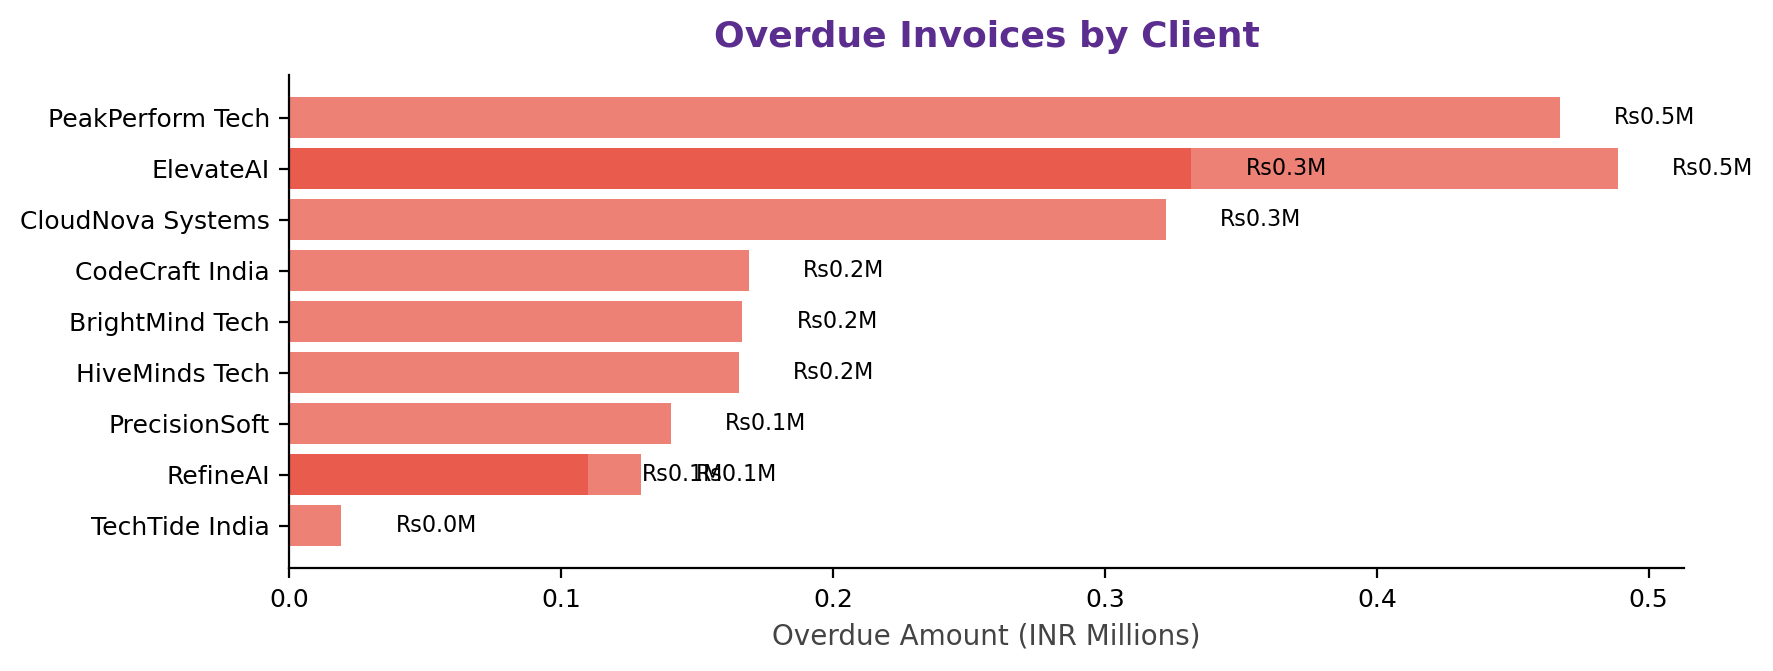 Overdue Invoices by Client
PeakPerform Tech Rs0.5M
ElevateAI Rs0.3M Rs0.5M
CloudNova Systems Rs0.3M
CodeCraft India Rs0.2M
BrightMind Tech Rs0.2M
HiveMinds Tech Rs0.2M
PrecisionSoft Rs0.1M
RefineAI Rs0.1M Rs0.1M
TechTide India Rs0.0M
0.0 0.1 0.2 0.3 0.4 0.5
Overdue Amount (INR Millions)